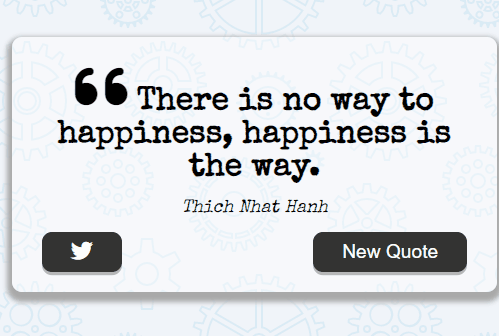 ❝ There is no way to
happiness, happiness is
the way.
Thich Nhat Hanh
New Quote